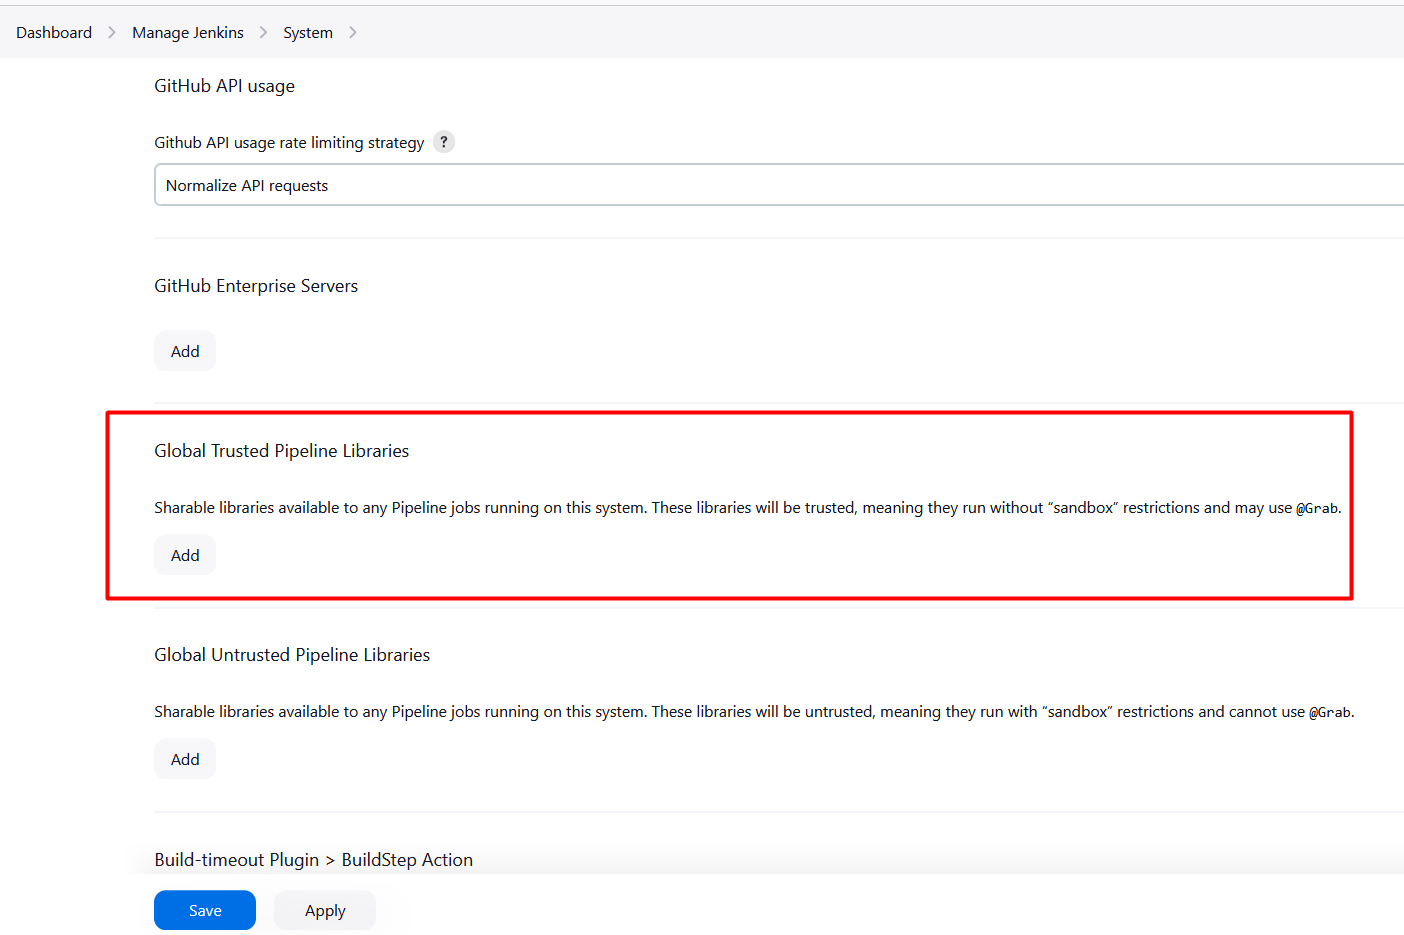 Dashboard > Manage Jenkins > System >
GitHub API usage
Github API usage rate limiting strategy ?
Normalize API requests
GitHub Enterprise Servers
Add
Global Trusted Pipeline Libraries
Sharable libraries available to any Pipeline jobs running on this system. These libraries will be trusted, meaning they run without “sandbox” restrictions and may use @Grab.
Add
Global Untrusted Pipeline Libraries
Sharable libraries available to any Pipeline jobs running on this system. These libraries will be untrusted, meaning they run with “sandbox” restrictions and cannot use @Grab.
Add
Build-timeout Plugin > BuildStep Action
Save Apply